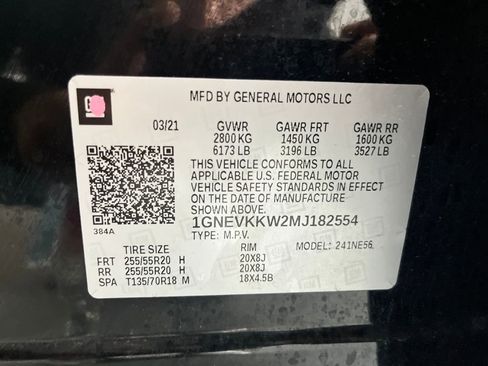 MFD BY GENERAL MOTORS LLC
03/21 GVWR GAWR FRT GAWR RR
2800 KG 1450 KG 1600 KG
6173 LB 3196 LB 3527 LB
THIS VEHICLE CONFORMS TO ALL
APPLICABLE U.S. FEDERAL MOTOR
VEHICLE SAFETY STANDARDS IN EFFECT
ON THE DATE OF MANUFACTURE
SHOWN ABOVE.
384A 1GNEVKKW2MJ182554
TYPE: M.P.V. MODEL: 241NE56
TIRE SIZE RIM
FRT 255/55R20 H 20X8J
RR 255/55R20 H 20X8J
SPA T135/70R18 M 18X4.5B